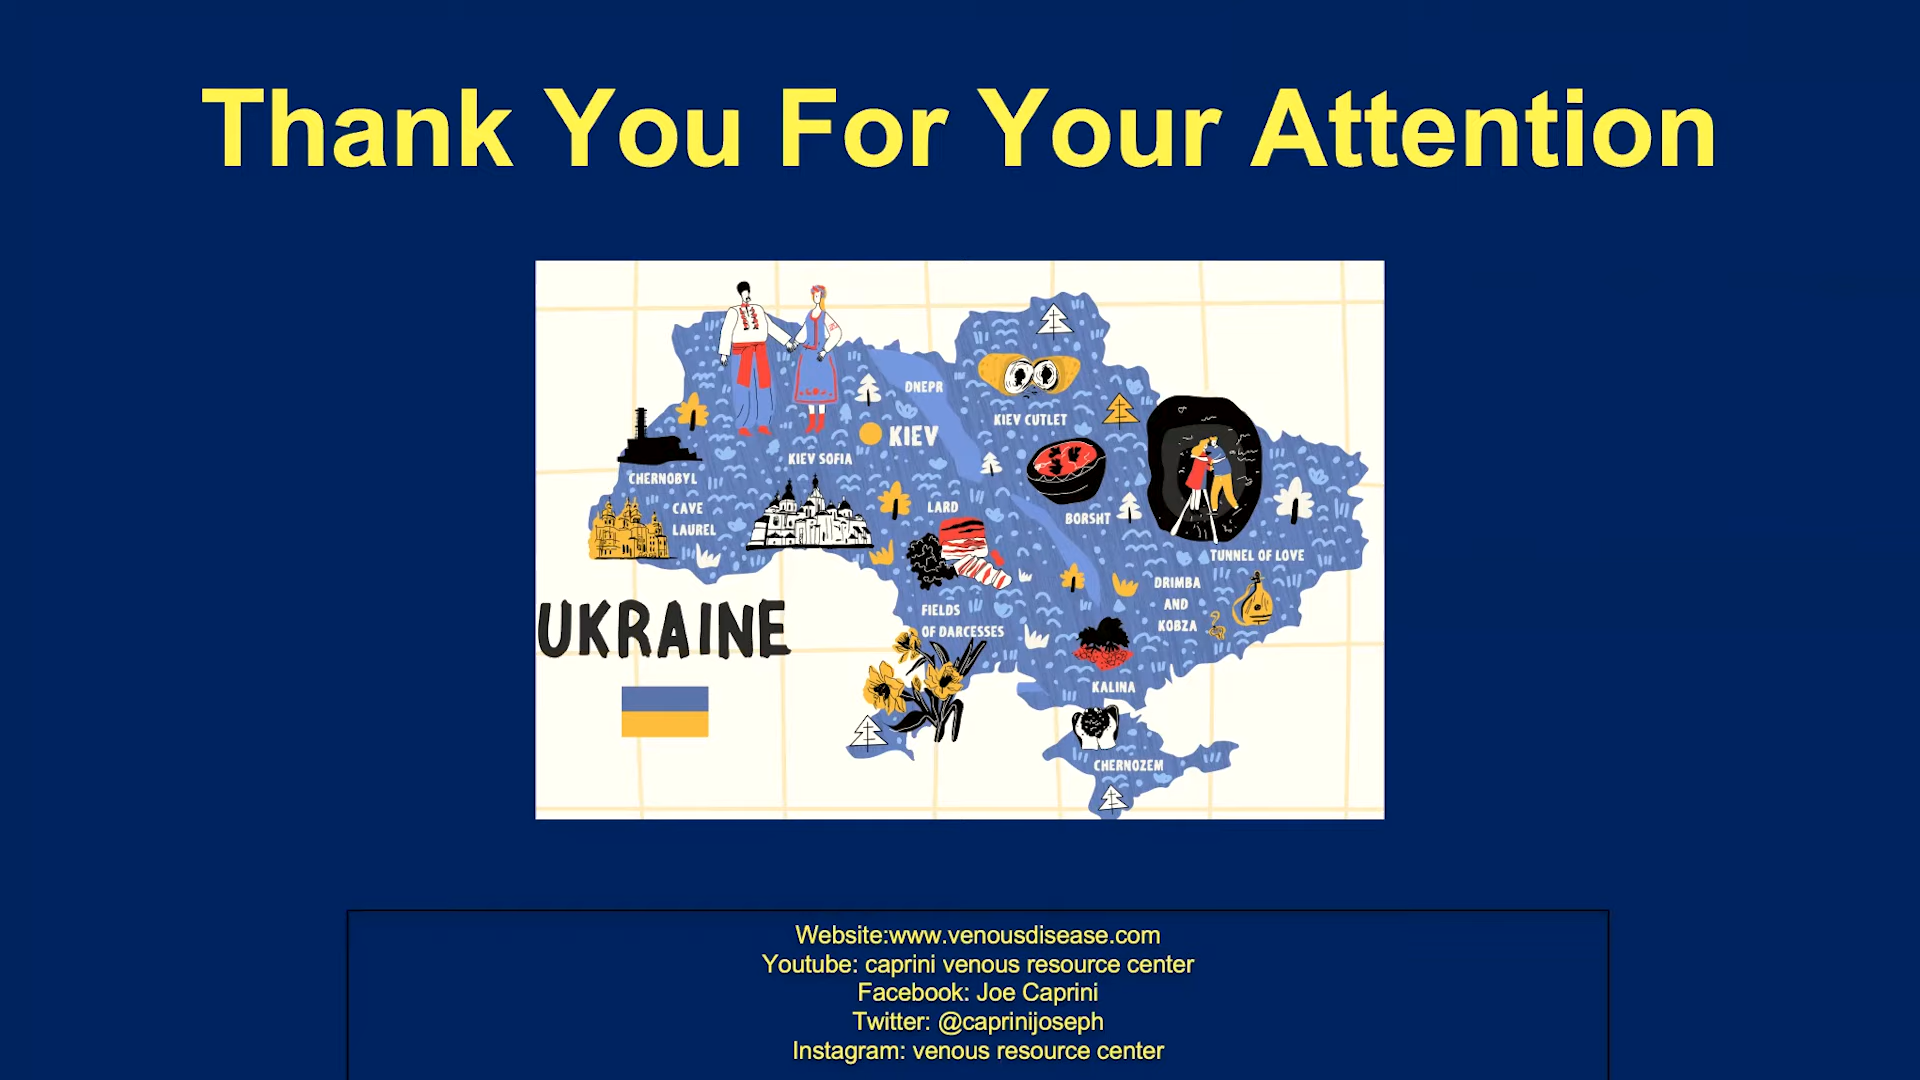 Thank You For Your Attention
DNEPR
KIEV CUTLET
KIEV
KIEV SOFIA
CHERNOBYL
CAVE
LAUREL
LARD
BORSHT
TUNNEL OF LOVE
DRIMBA
AND
KOBZA
FIELDS
OF DARCESSES
UKRAINE
KALINA
CHERNOZEM
Website:www.venousdisease.com
Youtube: caprini venous resource center
Facebook: Joe Caprini
Twitter: @caprinijoseph
Instagram: venous resource center